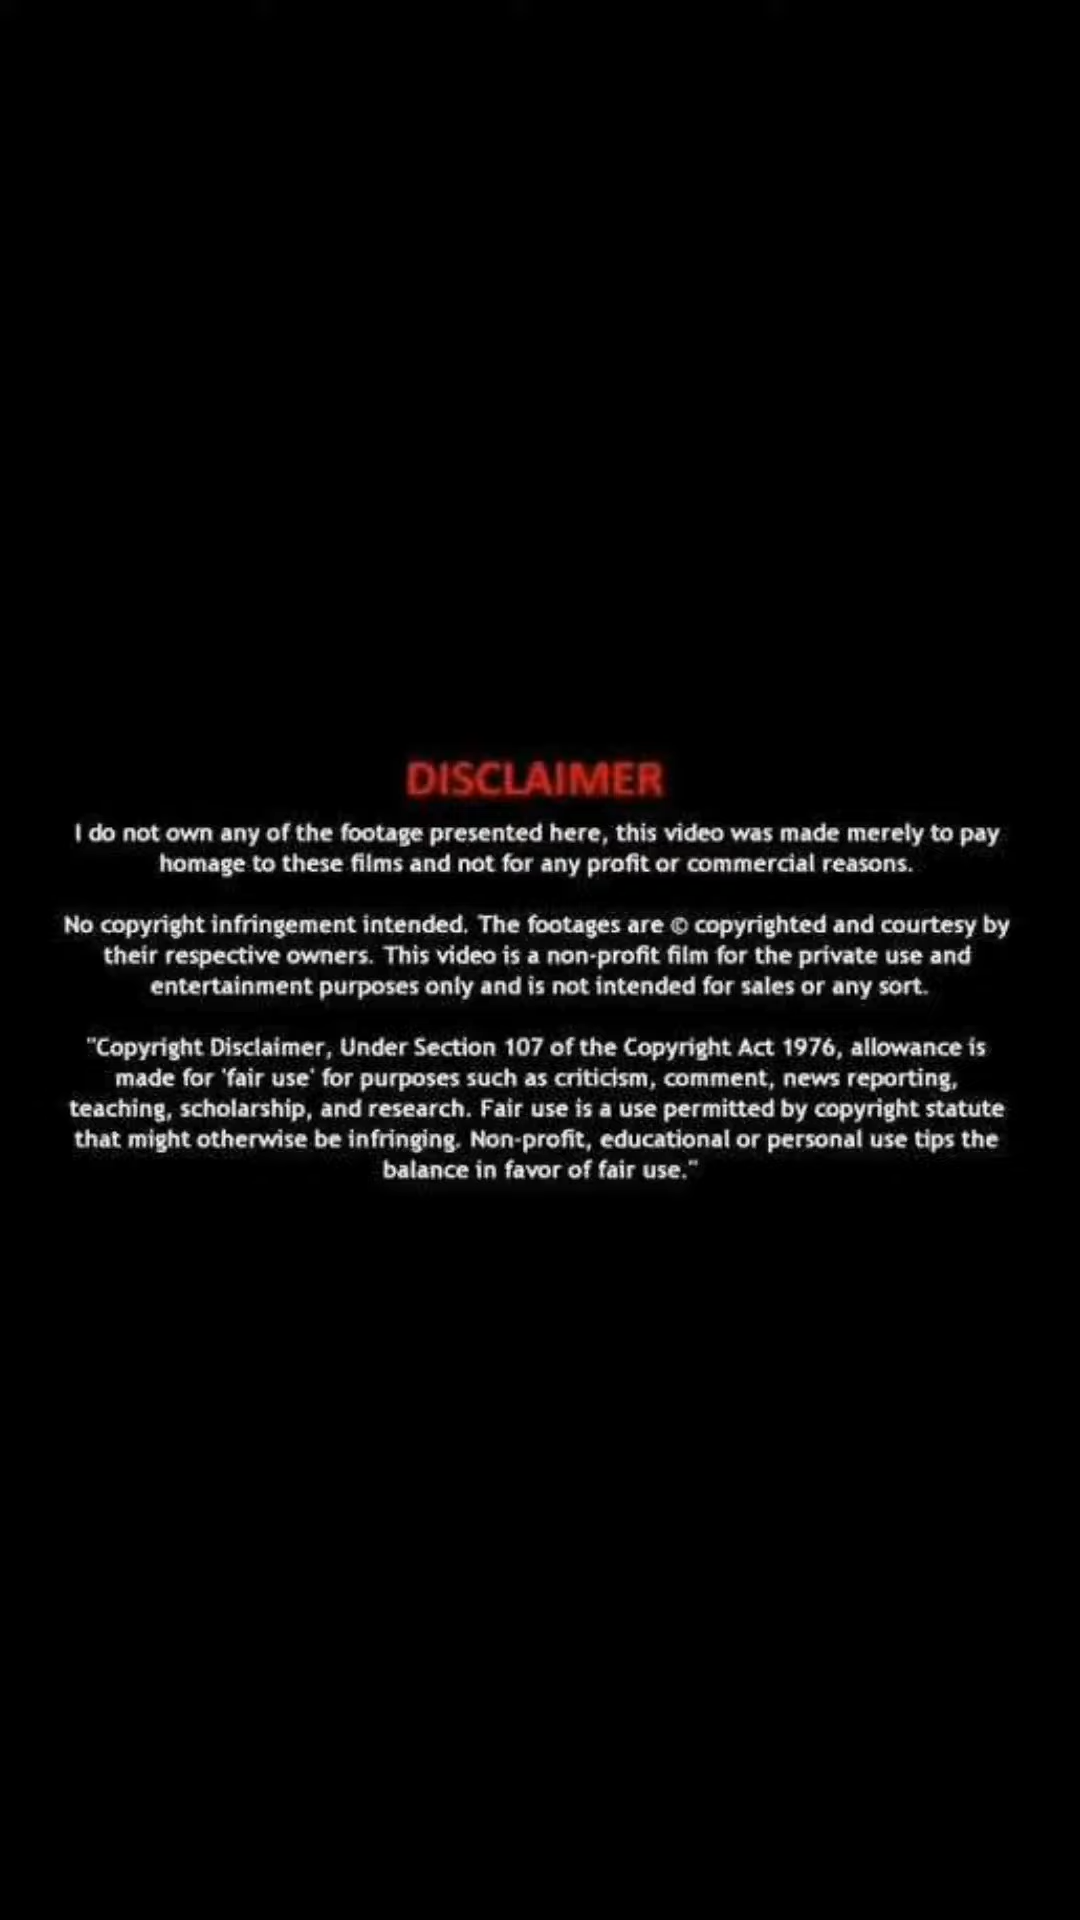 DISCLAIMER
I do not own any of the footage presented here, this video was made merely to pay
homage to these films and not for any profit or commercial reasons.
No copyright infringement intended. The footages are © copyrighted and courtesy by
their respective owners. This video is a non-profit film for the private use and
entertainment purposes only and is not intended for sales or any sort.
"Copyright Disclaimer, Under Section 107 of the Copyright Act 1976, allowance is
made for 'fair use' for purposes such as criticism, comment, news reporting,
teaching, scholarship, and research. Fair use is a use permitted by copyright statute
that might otherwise be infringing. Non-profit, educational or personal use tips the
balance in favor of fair use."